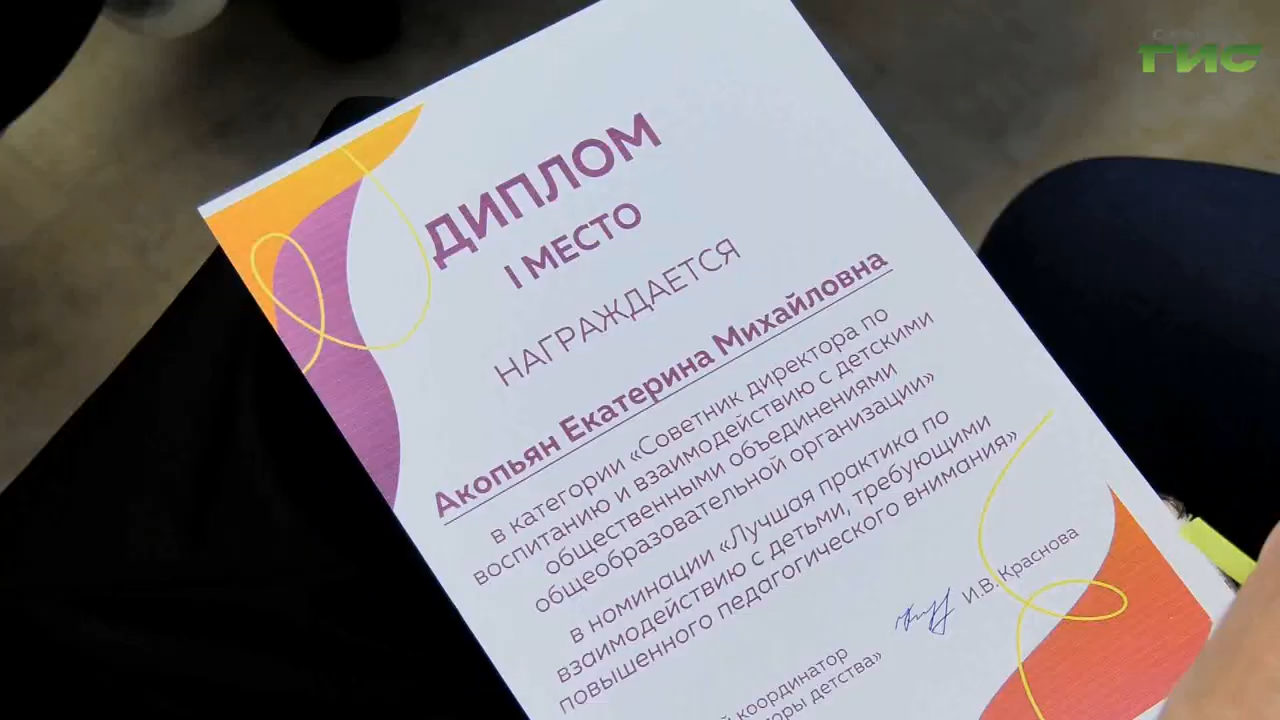 ГИС
ДИПЛОМ
I МЕСТО
НАГРАЖДАЕТСЯ
Акопьян Екатерина Михайловна
в категории «Советник директора по
воспитанию и взаимодействию с детскими
общественными объединениями
общеобразовательной организации»
в номинации «Лучшая практика по
взаимодействию с детьми, требующими
повышенного педагогического внимания»
И.В. Краснова
координатор
детства»